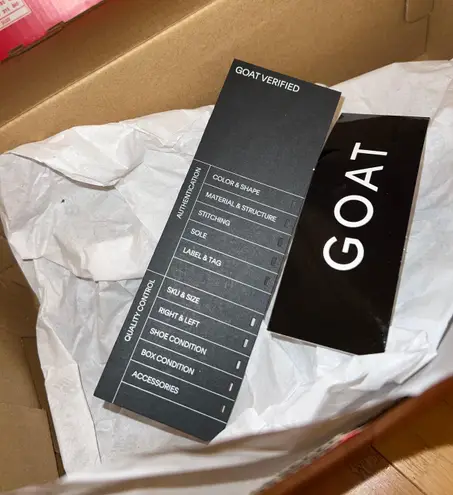 GOAT VERIFIED
AUTHENTICATION
COLOR & SHAPE
MATERIAL & STRUCTURE
STITCHING
SOLE
LABEL & TAG
QUALITY CONTROL
SKU & SIZE
RIGHT & LEFT
SHOE CONDITION
BOX CONDITION
ACCESSORIES
GOAT